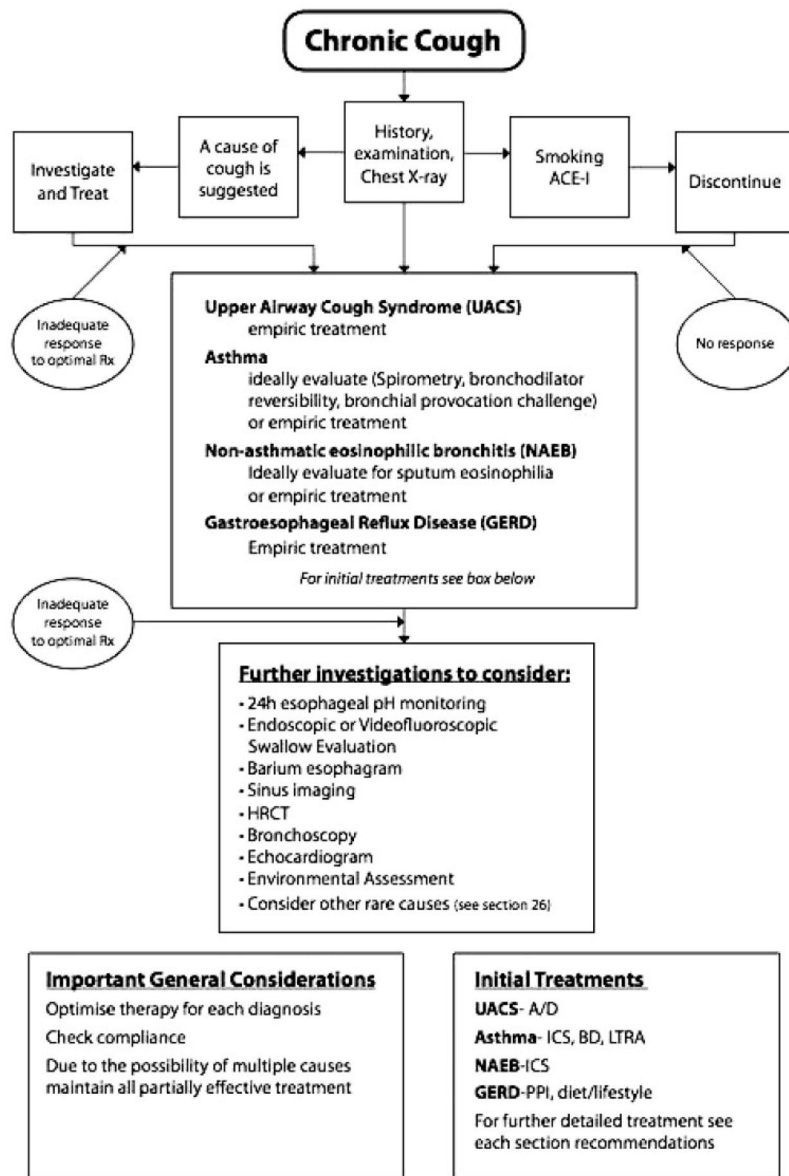 Chronic Cough
Investigate
and Treat
A cause of
cough is
suggested
History,
examination,
Chest X-ray
Smoking
ACE-I
Discontinue
Inadequate
response
to optimal Rx
No response
Upper Airway Cough Syndrome (UACS)
empiric treatment
Asthma
ideally evaluate (Spirometry, bronchodilator
reversibility, bronchial provocation challenge)
or empiric treatment
Non-asthmatic eosinophilic bronchitis (NAEB)
Ideally evaluate for sputum eosinophilia
or empiric treatment
Gastroesophageal Reflux Disease (GERD)
Empiric treatment
For initial treatments see box below
Inadequate
response
to optimal Rx
Further investigations to consider:
- 24h esophageal pH monitoring
- Endoscopic or Videofluoroscopic
Swallow Evaluation
- Barium esophagram
- Sinus imaging
- HRCT
- Bronchoscopy
- Echocardiogram
- Environmental Assessment
- Consider other rare causes (see section 26)
Important General Considerations
Optimise therapy for each diagnosis
Check compliance
Due to the possibility of multiple causes
maintain all partially effective treatment
Initial Treatments
UACS- A/D
Asthma- ICS, BD, LTRA
NAEB-ICS
GERD-PPI, diet/lifestyle
For further detailed treatment see
each section recommendations